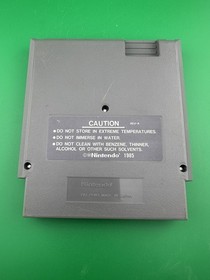 CAUTION
●DO NOT STORE IN EXTREME TEMPERATURES.
●DO NOT IMMERSE IN WATER.
●DO NOT CLEAN WITH BENZENE, THINNER,
ALCOHOL OR OTHER SUCH SOLVENTS.
©®Nintendo 1985
Nintendo